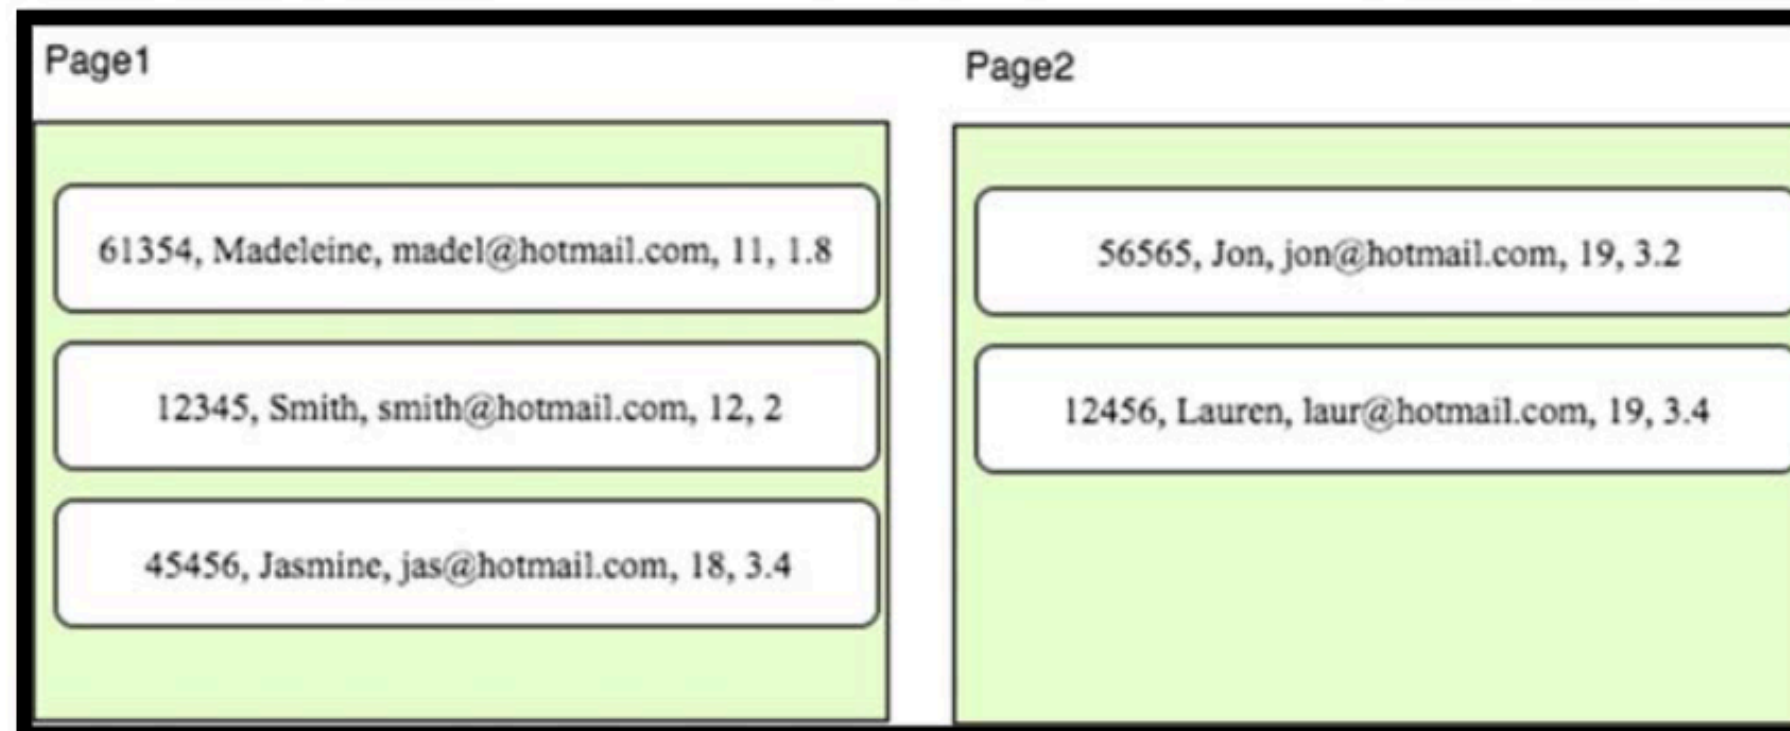 Page1
61354, Madeleine, madel@hotmail.com, 11, 1.8
12345, Smith, smith@hotmail.com, 12, 2
45456, Jasmine, jas@hotmail.com, 18, 3.4
Page2
56565, Jon, jon@hotmail.com, 19, 3.2
12456, Lauren, laur@hotmail.com, 19, 3.4